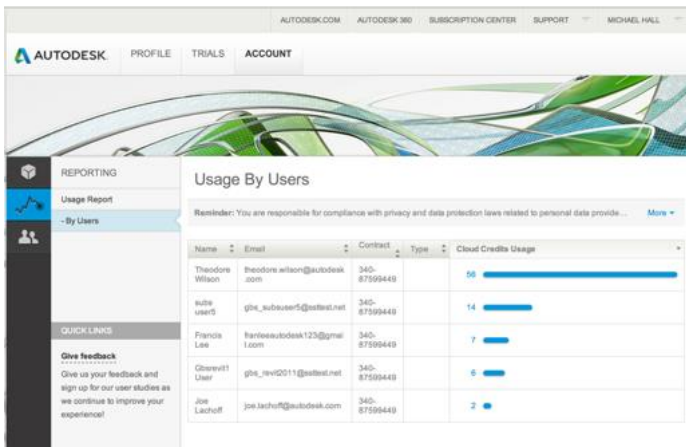 AUTODESK.COM AUTODESK 360 SUBSCRIPTION CENTER SUPPORT MICHAEL HALL
AUTODESK. PROFILE TRIALS ACCOUNT
REPORTING
Usage Report
- By Users
QUICK LINKS
Give feedback
Give us your feedback and
sign up for our user studies as
we continue to improve your
experience!
Usage By Users
Reminder: You are responsible for compliance with privacy and data protection laws related to personal data provide... More
Name Email Contract Type Cloud Credits Usage
Theodore theodore.wilson@autodesk 340- 56
Wilson .com 87599449
subs gbs_subsuser5@ssttest.net 340- 14
user5 87599449
Francis franleeautodesk123@gmai 340- 7
Lee l.com 87599449
Gbsrevit1 gbs_revit2011@ssttest.net 340- 6
User 87599449
Joe joe.lachoff@autodesk.com 340- 2
Lachoff 87599449